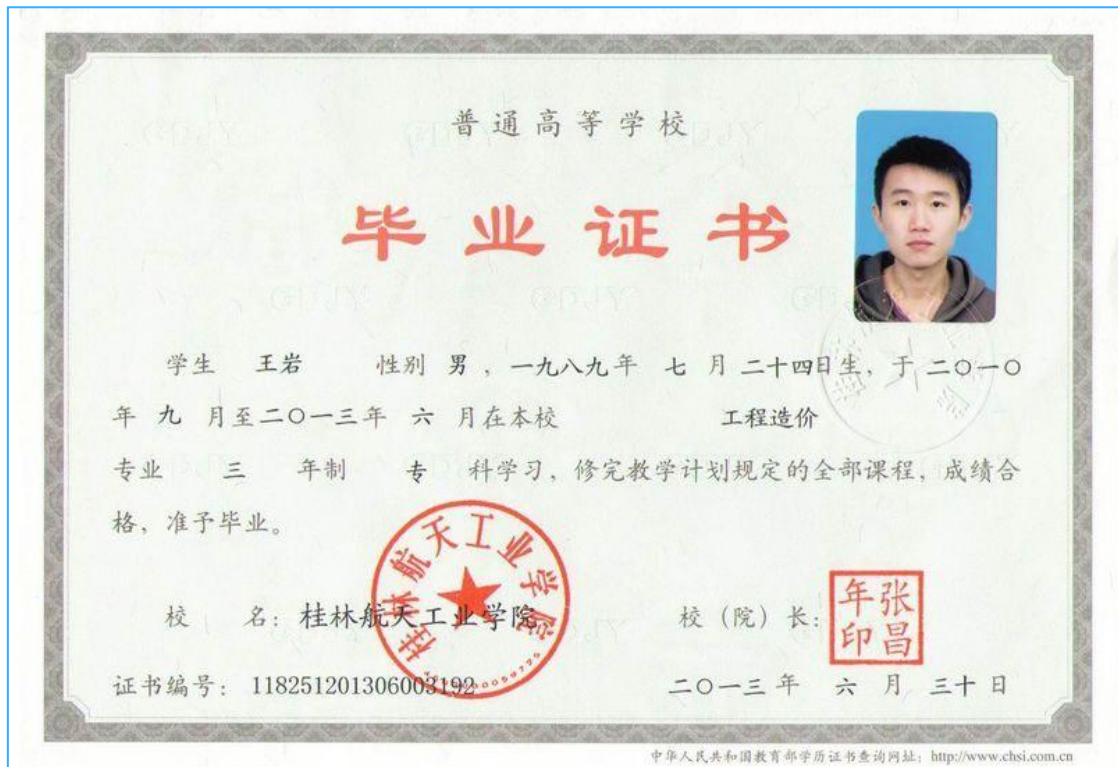 普通高等学校
毕业证书
学生 王岩 性别 男，一九八九年 七 月 二十四日生，于 二〇一〇
年 九 月至二〇一三年 六 月在本校 工程造价
专业 三 年制 专 科学习，修完教学计划规定的全部课程，成绩合
格，准予毕业。
桂林航天工业学院
校 名：桂林航天工业学院 校（院）长：
张昌年印
证书编号：118251201306003192 二〇一三年 六 月 三十日
中华人民共和国教育部学历证书查询网址：http://www.chsi.com.cn